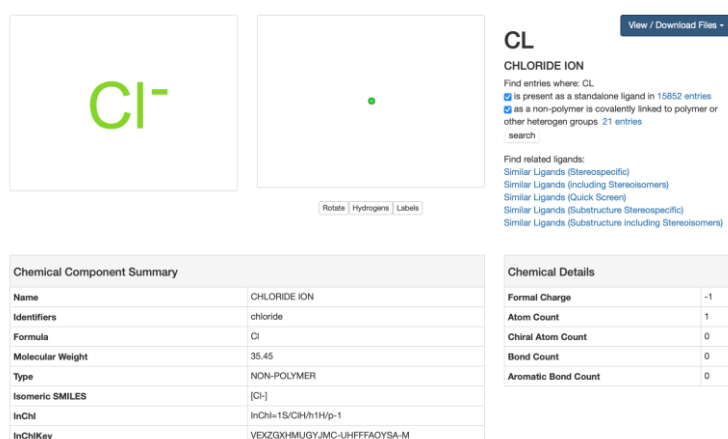 Cl-
Rotate Hydrogens Labels
View / Download Files
CL
CHLORIDE ION
Find entries where: CL
is present as a standalone ligand in 15852 entries
as a non-polymer is covalently linked to polymer or
other heterogen groups 21 entries
search
Find related ligands:
Similar Ligands (Stereospecific)
Similar Ligands (including Stereoisomers)
Similar Ligands (Quick Screen)
Similar Ligands (Substructure Stereospecific)
Similar Ligands (Substructure including Stereoisomers)
Chemical Component Summary
Name CHLORIDE ION
Identifiers chloride
Formula Cl
Molecular Weight 35.45
Type NON-POLYMER
Isomeric SMILES [Cl-]
InChI InChI=1S/ClH/h1H/p-1
InChIKey VEXZGXHMUGYJMC-UHFFFAOYSA-M
Chemical Details
Formal Charge -1
Atom Count 1
Chiral Atom Count 0
Bond Count 0
Aromatic Bond Count 0